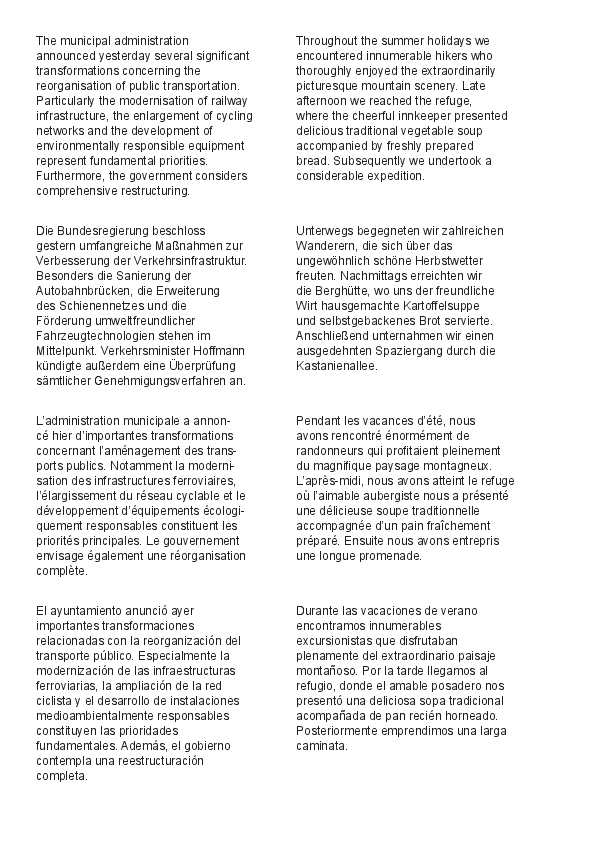 The municipal administration
announced yesterday several significant
transformations concerning the
reorganisation of public transportation.
Particularly the modernisation of railway
infrastructure, the enlargement of cycling
networks and the development of
environmentally responsible equipment
represent fundamental priorities.
Furthermore, the government considers
comprehensive restructuring.

Throughout the summer holidays we
encountered innumerable hikers who
thoroughly enjoyed the extraordinarily
picturesque mountain scenery. Late
afternoon we reached the refuge,
where the cheerful innkeeper presented
delicious traditional vegetable soup
accompanied by freshly prepared
bread. Subsequently we undertook a
considerable expedition.

Die Bundesregierung beschloss
gestern umfangreiche Maßnahmen zur
Verbesserung der Verkehrsinfrastruktur.
Besonders die Sanierung der
Autobahnbrücken, die Erweiterung
des Schienennetzes und die
Förderung umweltfreundlicher
Fahrzeugtechnologien stehen im
Mittelpunkt. Verkehrsminister Hoffmann
kündigte außerdem eine Überprüfung
sämtlicher Genehmigungsverfahren an.

Unterwegs begegneten wir zahlreichen
Wanderern, die sich über das
ungewöhnlich schöne Herbstwetter
freuten. Nachmittags erreichten wir
die Berghütte, wo uns der freundliche
Wirt hausgemachte Kartoffelsuppe
und selbstgebackenes Brot servierte.
Anschließend unternahmen wir einen
ausgedehnten Spaziergang durch die
Kastanienallee.

L’administration municipale a annon-
cé hier d’importantes transformations
concernant l’aménagement des trans-
ports publics. Notamment la moderni-
sation des infrastructures ferroviaires,
l’élargissement du réseau cyclable et le
développement d’équipements écologi-
quement responsables constituent les
priorités principales. Le gouvernement
envisage également une réorganisation
complète.

Pendant les vacances d’été, nous
avons rencontré énormément de
randonneurs qui profitaient pleinement
du magnifique paysage montagneux.
L’après-midi, nous avons atteint le refuge
où l’aimable aubergiste nous a présenté
une délicieuse soupe traditionnelle
accompagnée d’un pain fraîchement
préparé. Ensuite nous avons entrepris
une longue promenade.

El ayuntamiento anunció ayer
importantes transformaciones
relacionadas con la reorganización del
transporte público. Especialmente la
modernización de las infraestructuras
ferroviarias, la ampliación de la red
ciclista y el desarrollo de instalaciones
medioambientalmente responsables
constituyen las prioridades
fundamentales. Además, el gobierno
contempla una reestructuración
completa.

Durante las vacaciones de verano
encontramos innumerables
excursionistas que disfrutaban
plenamente del extraordinario paisaje
montañoso. Por la tarde llegamos al
refugio, donde el amable posadero nos
presentó una deliciosa sopa tradicional
acompañada de pan recién horneado.
Posteriormente emprendimos una larga
caminata.